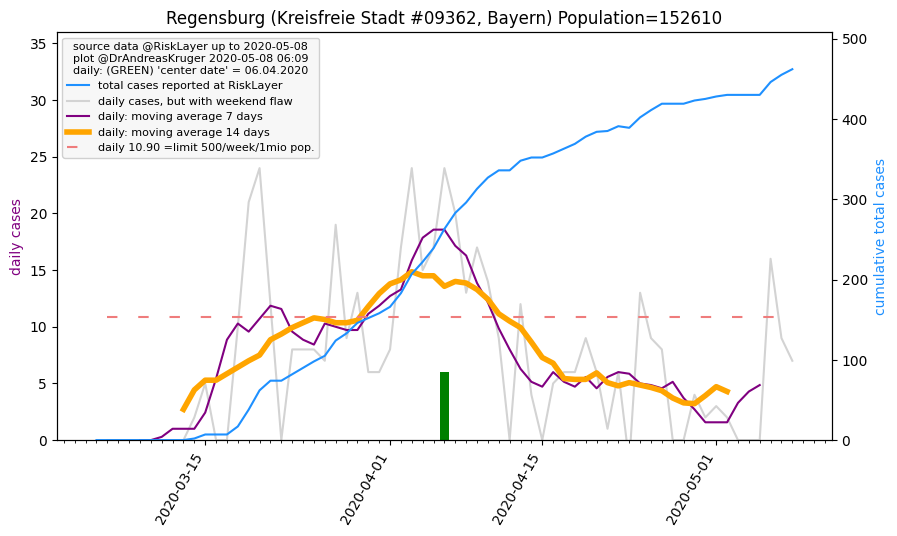 Regensburg (Kreisfreie Stadt #09362, Bayern) Population=152610
source data @RiskLayer up to 2020-05-08
plot @DrAndreasKruger 2020-05-08 06:09
daily: (GREEN) 'center date' = 06.04.2020
total cases reported at RiskLayer
daily cases, but with weekend flaw
daily: moving average 7 days
daily: moving average 14 days
daily 10.90 =limit 500/week/1mio pop.
daily cases
35
30
25
20
15
10
5
0
cumulative total cases
500
400
300
200
100
0
2020-03-15
2020-04-01
2020-04-15
2020-05-01